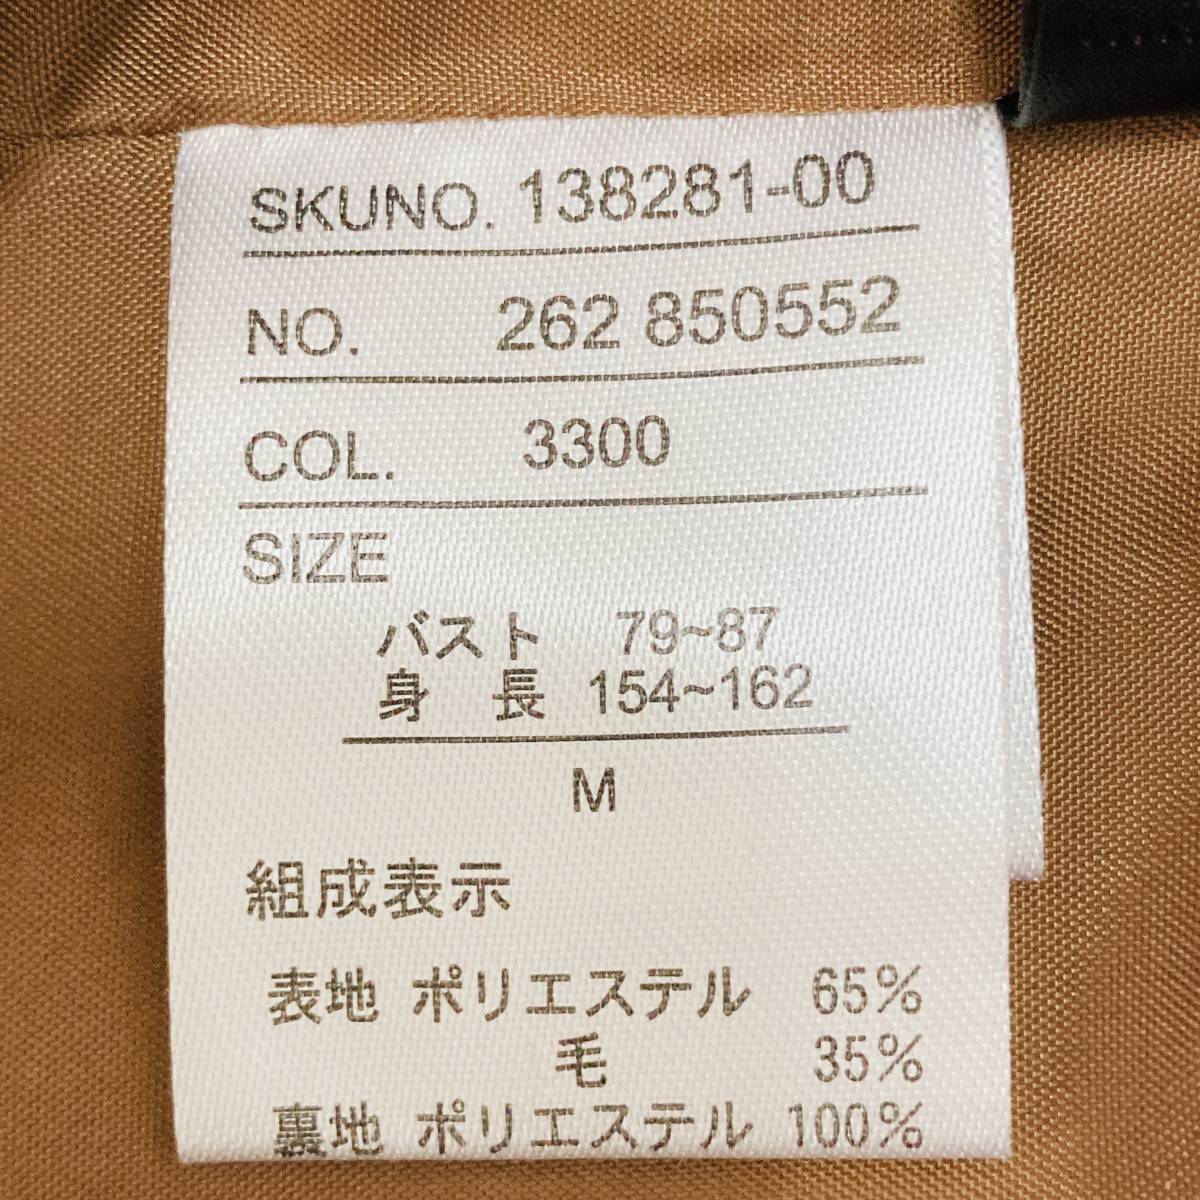 SKUNO. 138281-00
NO. 262 850552
COL. 3300
SIZE
バスト 79~87
身 長 154~162
M
組成表示
表地 ポリエステル 65%
毛 35%
裏地 ポリエステル 100%